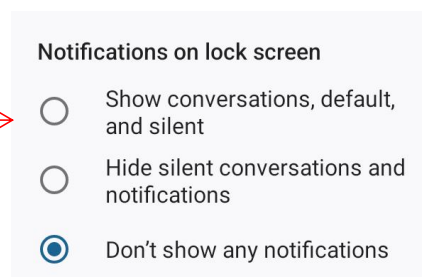 Notifications on lock screen
Show conversations, default,
and silent
Hide silent conversations and
notifications
Don’t show any notifications